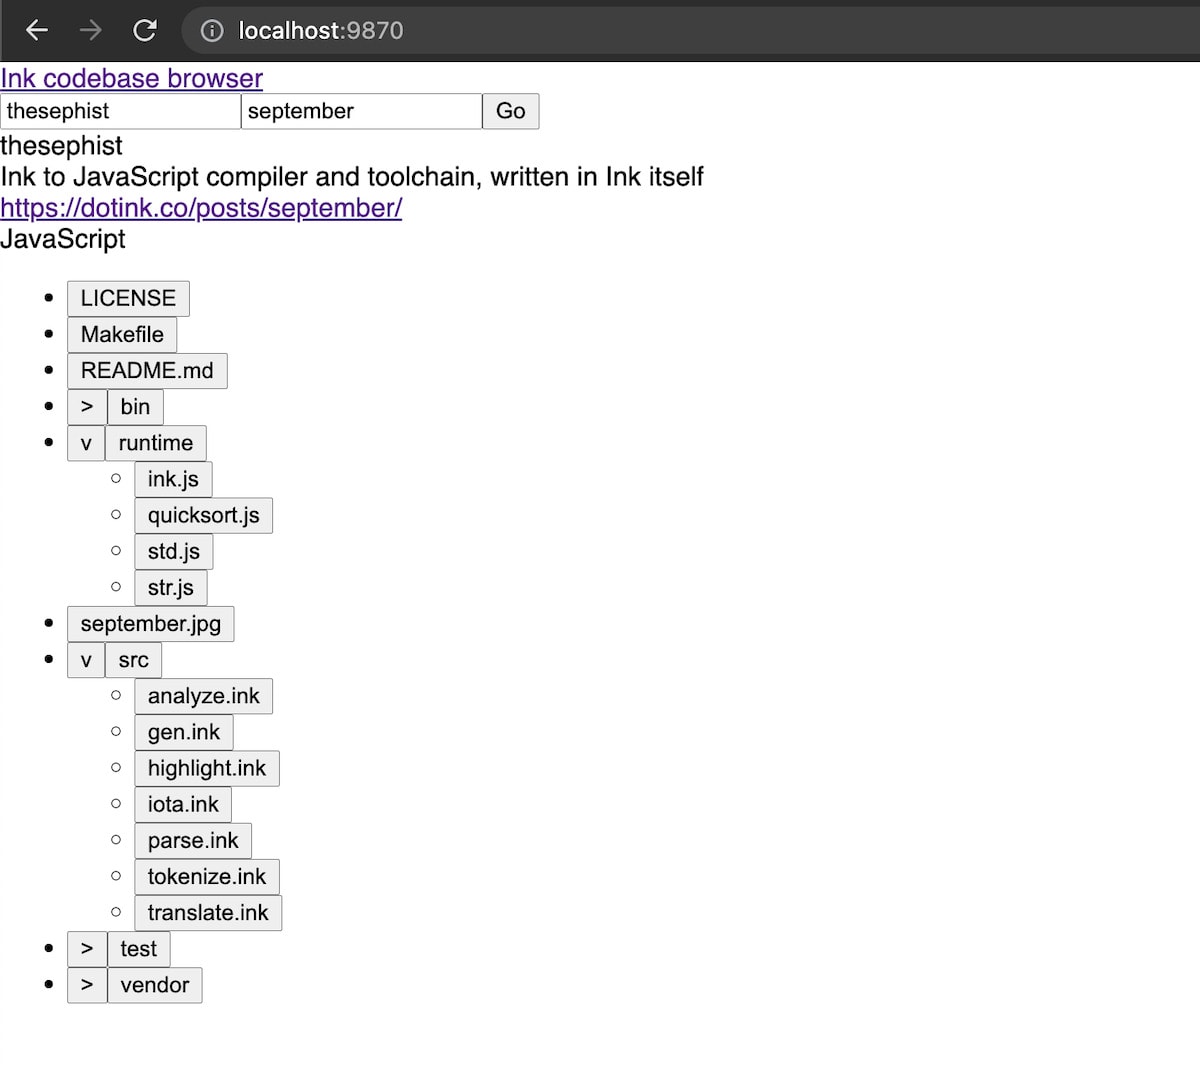 localhost:9870
Ink codebase browser
thesephist september Go
thesephist
Ink to JavaScript compiler and toolchain, written in Ink itself
https://dotink.co/posts/september/
JavaScript
LICENSE
Makefile
README.md
> bin
v runtime
ink.js
quicksort.js
std.js
str.js
september.jpg
v src
analyze.ink
gen.ink
highlight.ink
iota.ink
parse.ink
tokenize.ink
translate.ink
> test
> vendor